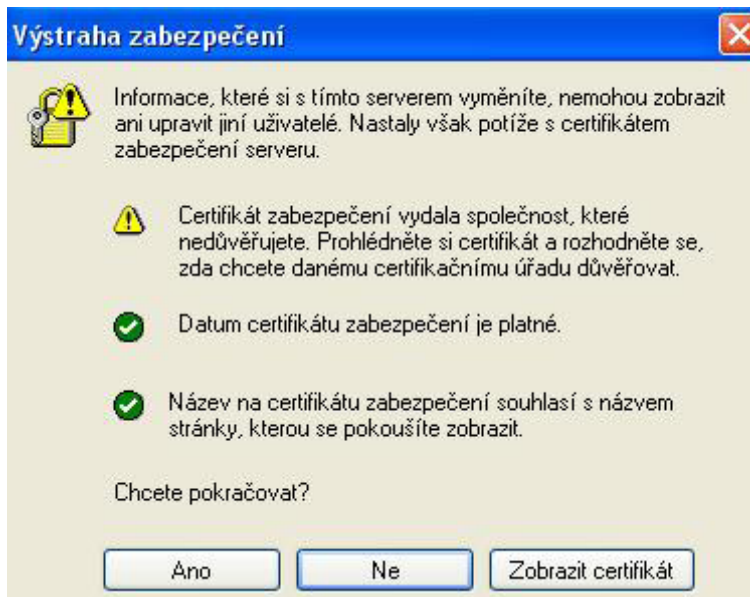 Výstraha zabezpečení
Informace, které si s tímto serverem vyměníte, nemohou zobrazit
ani upravit jiní uživatelé. Nastaly však potíže s certifikátem
zabezpečení serveru.
Certifikát zabezpečení vydala společnost, které
nedůvěřujete. Prohlédněte si certifikát a rozhodněte se,
zda chcete danému certifikačnímu úřadu důvěřovat.
Datum certifikátu zabezpečení je platné.
Název na certifikátu zabezpečení souhlasí s názvem
stránky, kterou se pokoušíte zobrazit.
Chcete pokračovat?
Ano
Ne
Zobrazit certifikát